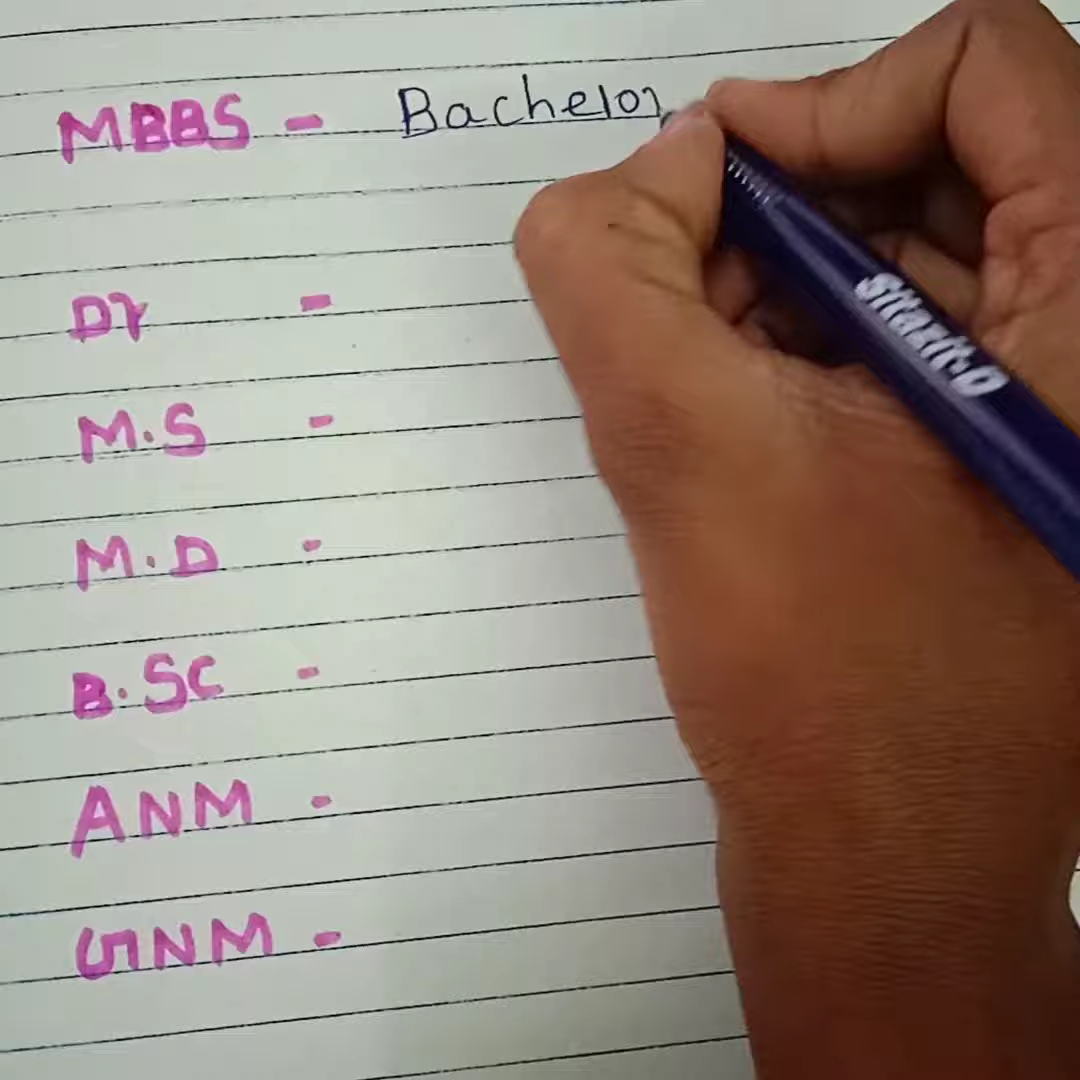 MBBS - Bachelor
Dr -
M.S -
M.D -
B.SC -
ANM -
GNM -